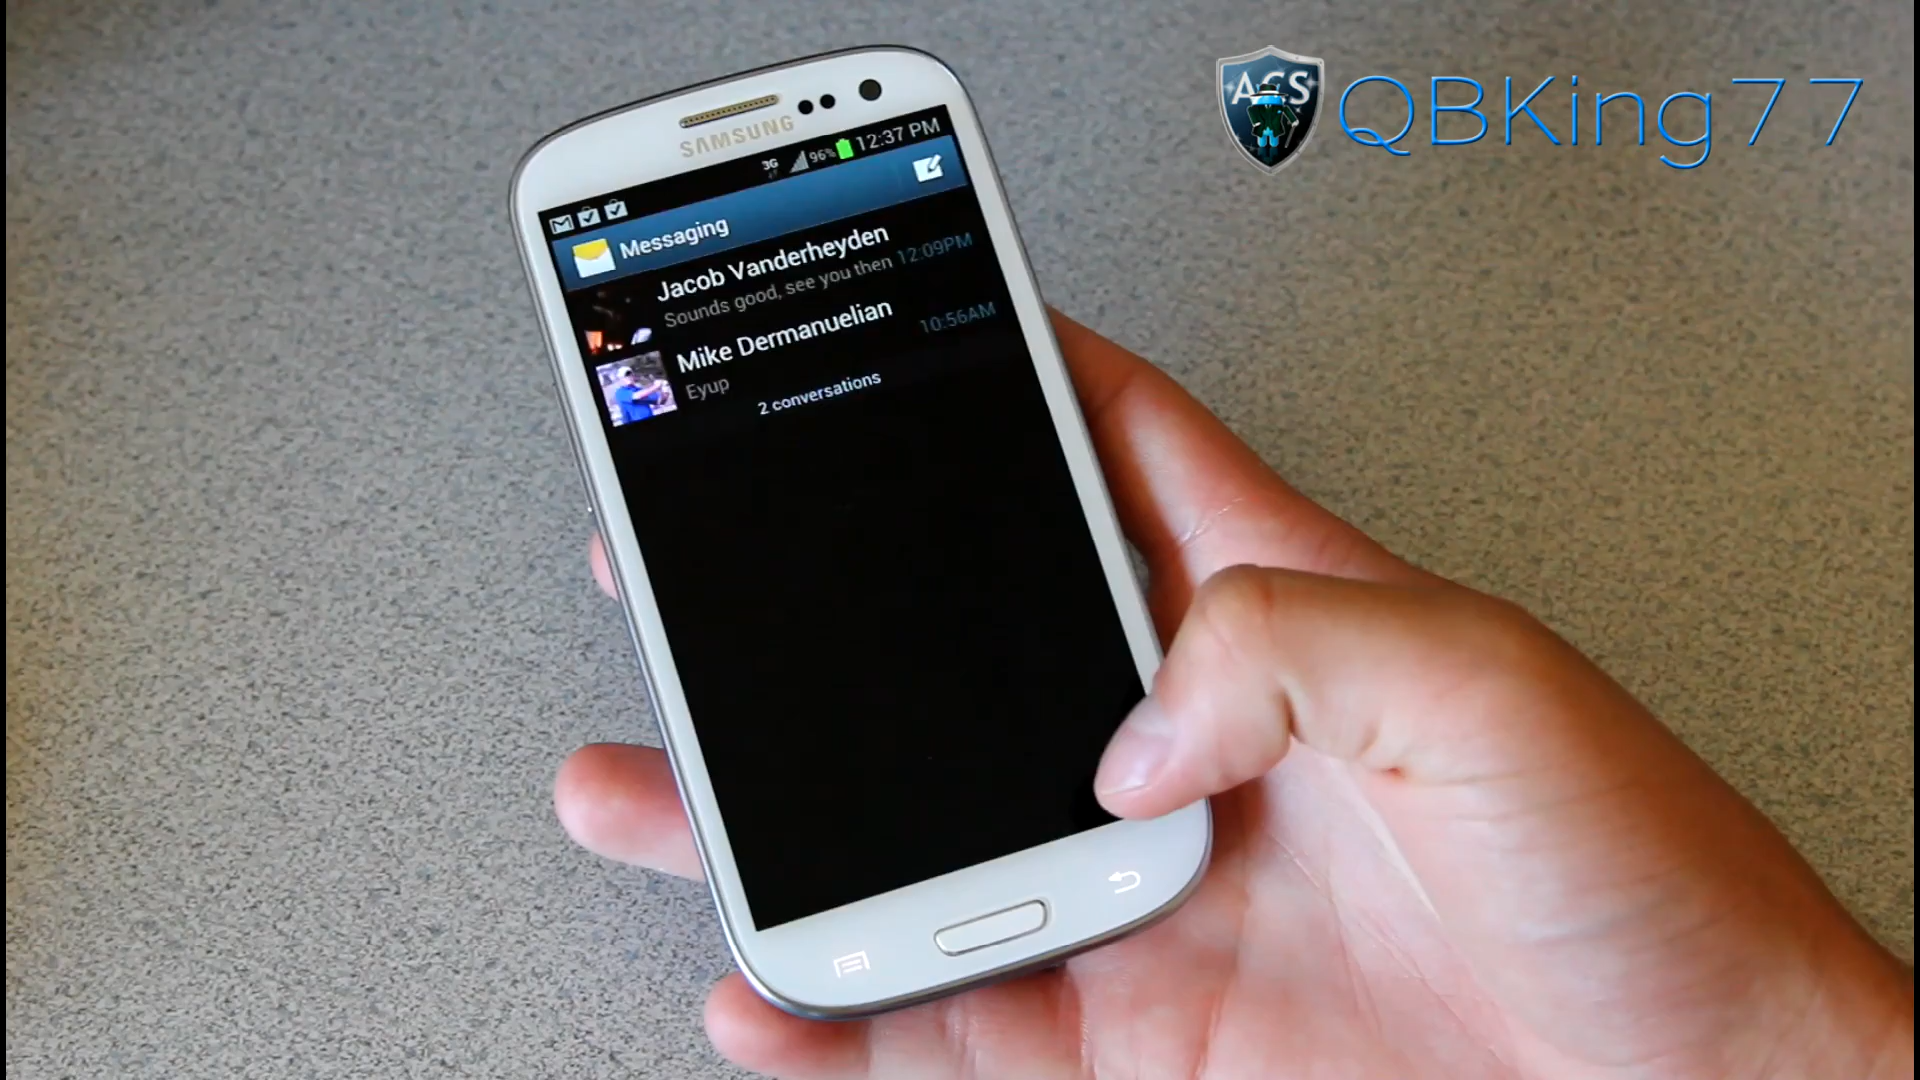 ACS QBKing77
SAMSUNG
3G 96% 12:37 PM
Messaging
Jacob Vanderheyden
Sounds good, see you then 12:09PM
Mike Dermanuelian
Eyup 10:56AM
2 conversations